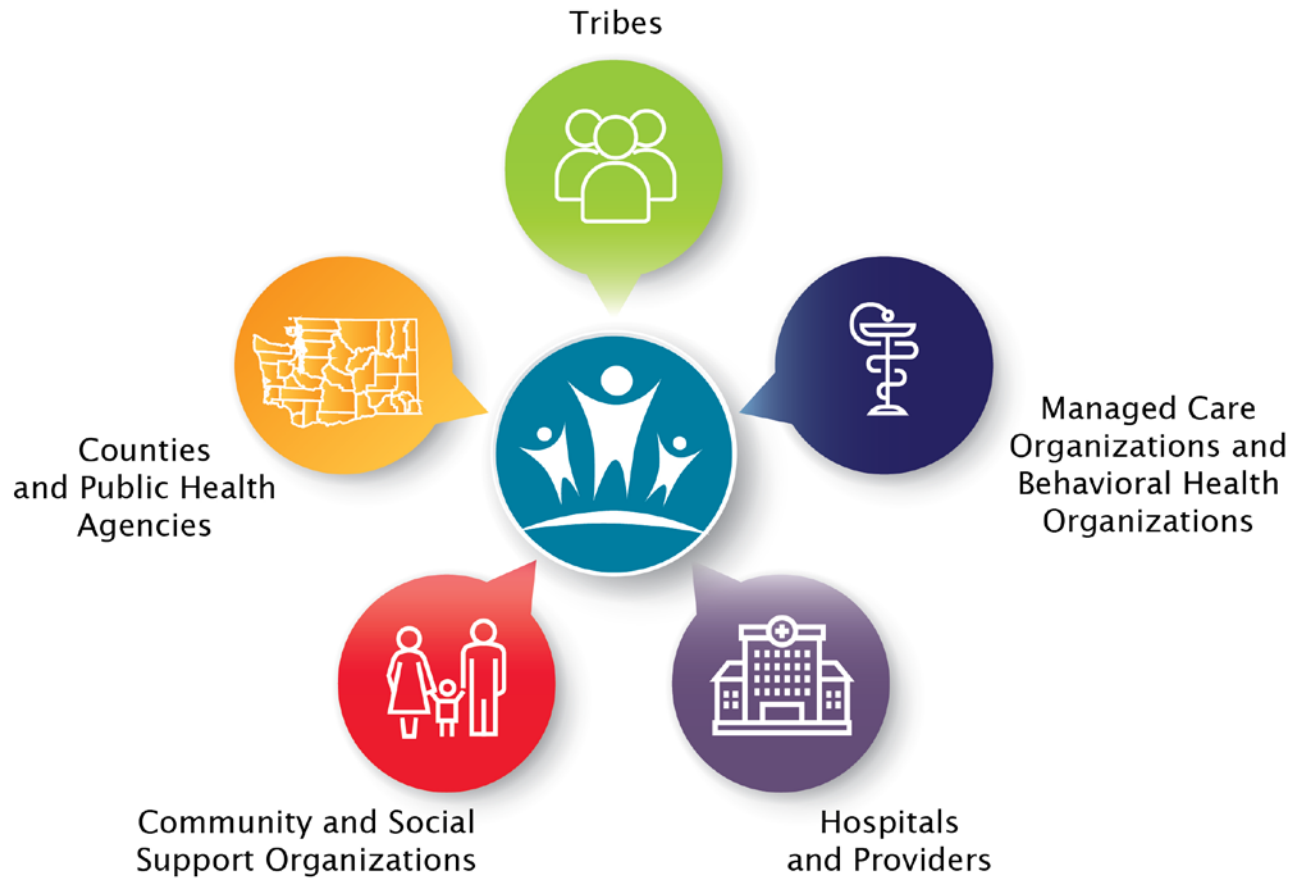 Tribes
Managed Care
Organizations and
Behavioral Health
Organizations
Hospitals
and Providers
Community and Social
Support Organizations
Counties
and Public Health
Agencies